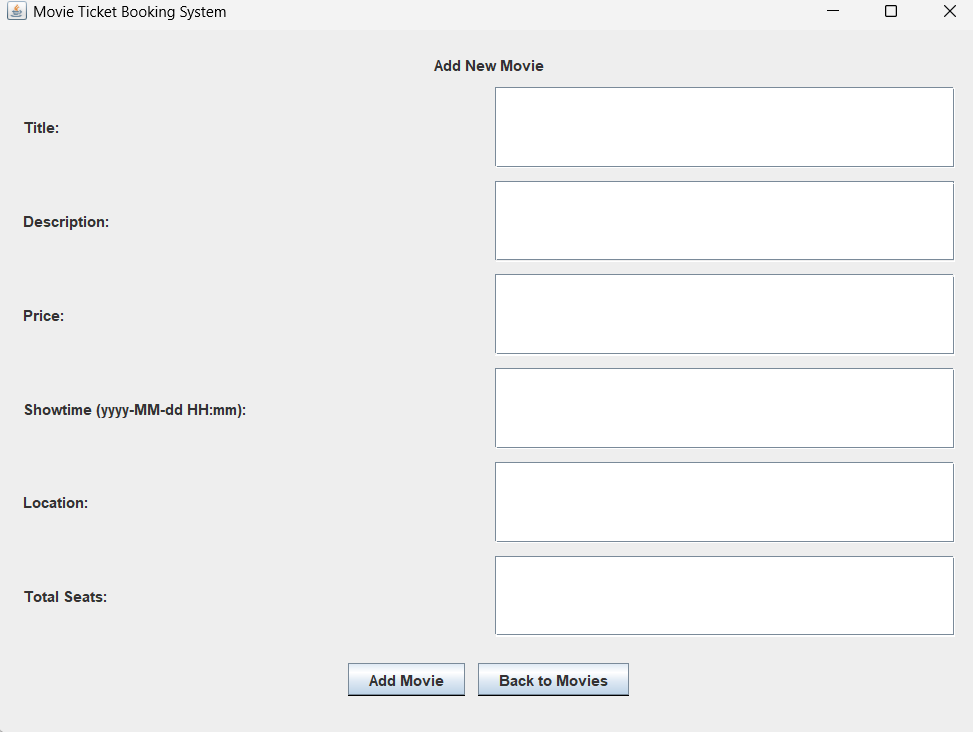 Movie Ticket Booking System
Add New Movie
Title:
Description:
Price:
Showtime (yyyy-MM-dd HH:mm):
Location:
Total Seats:
Add Movie
Back to Movies